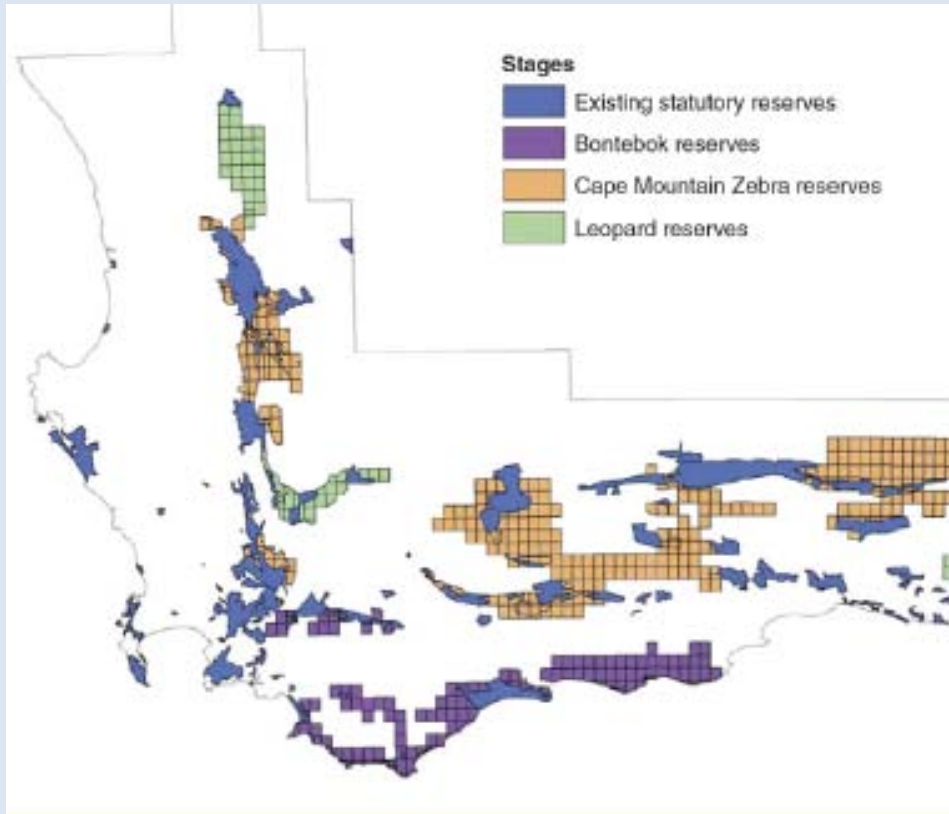 Stages
Existing statutory reserves
Bontebok reserves
Cape Mountain Zebra reserves
Leopard reserves